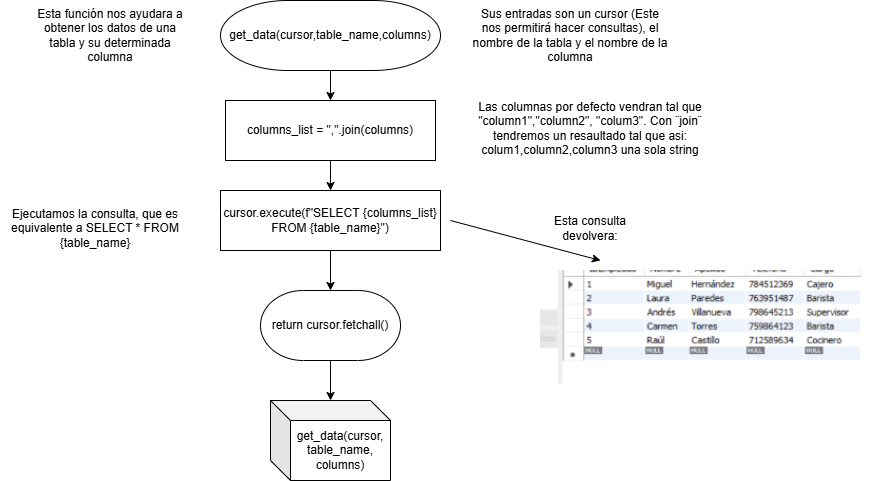 Esta función nos ayudara a
obtener los datos de una
tabla y su determinada
columna
get_data(cursor,table_name,columns)
Sus entradas son un cursor (Este
nos permitirá hacer consultas), el
nombre de la tabla y el nombre de la
columna
columns_list = ",".join(columns)
Las columnas por defecto vendran tal que
"column1","column2", "colum3". Con ¨join¨
tendremos un resaultado tal que asi:
colum1,column2,column3 una sola string
Ejecutamos la consulta, que es
equivalente a SELECT * FROM
{table_name}
cursor.execute(f"SELECT {columns_list}
FROM {table_name}")
Esta consulta
devolvera:
1 Miguel Hernández 784512369 Cajero
2 Laura Paredes 763951487 Barista
3 Andrés Villanueva 798645213 Supervisor
4 Carmen Torres 759864123 Barista
5 Raúl Castillo 712589634 Cocinero
NULL NULL NULL NULL NULL
return cursor.fetchall()
get_data(cursor,
table_name,
columns)